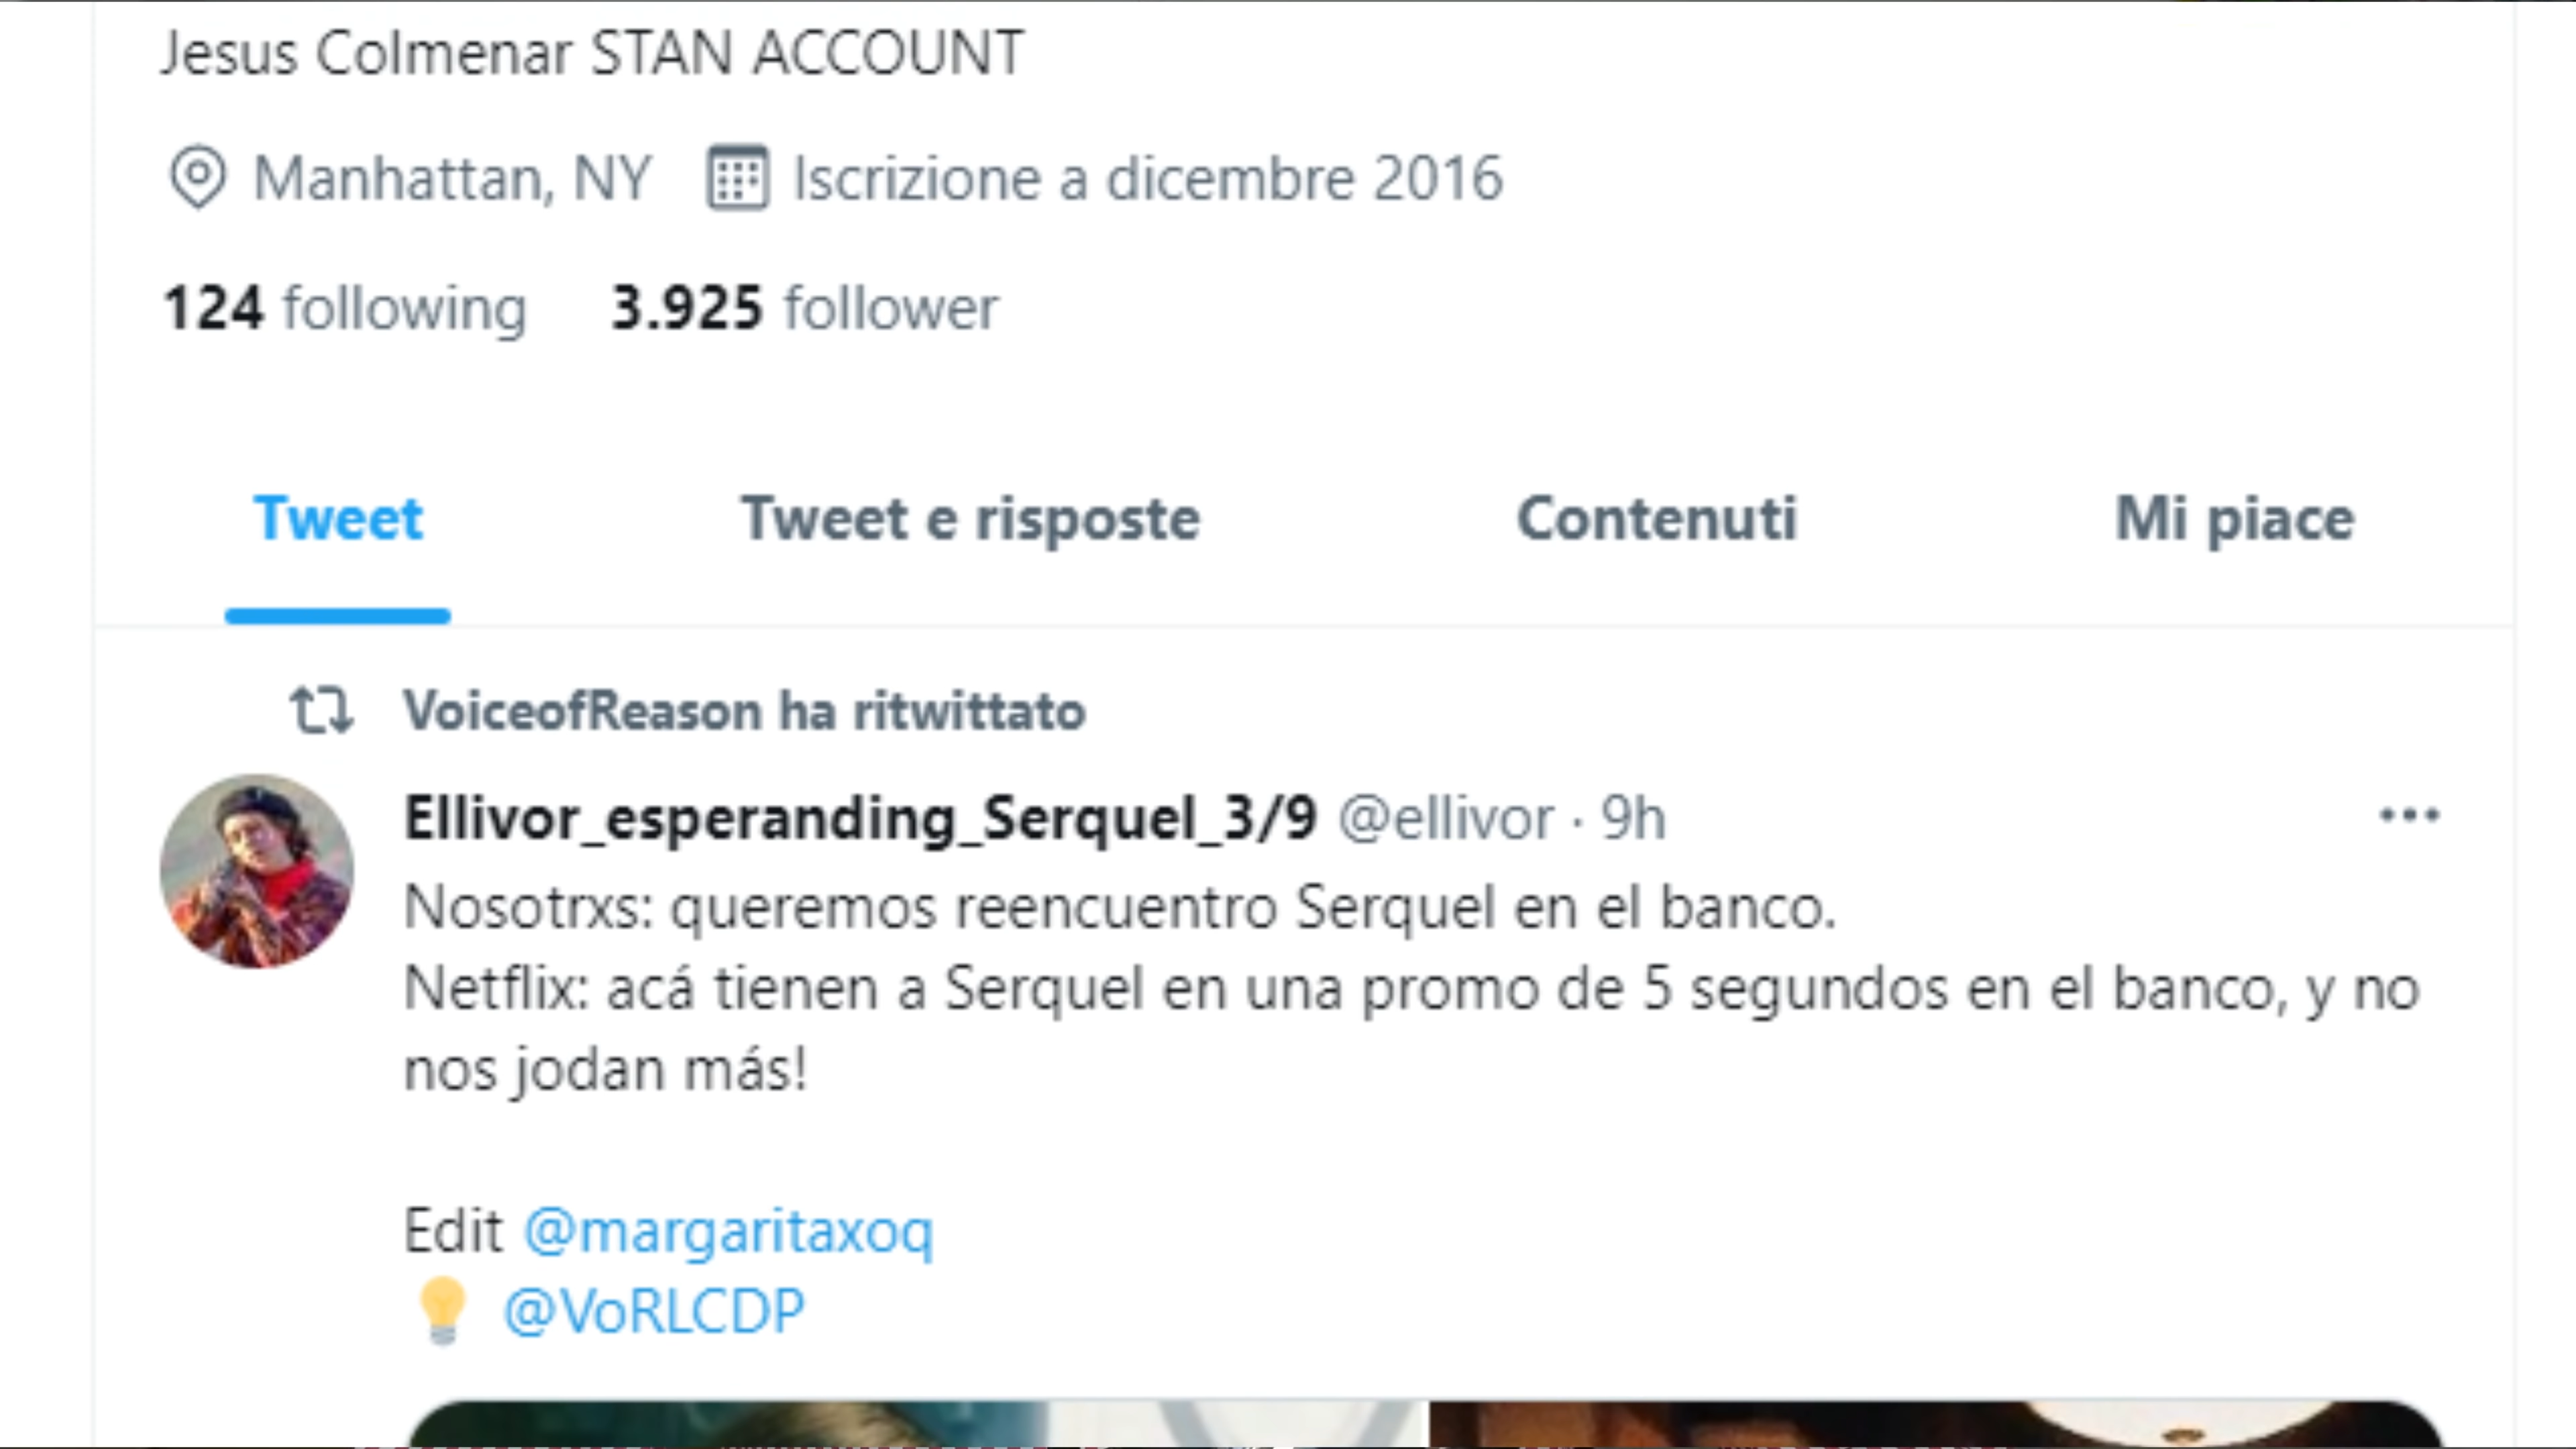 Jesus Colmenar STAN ACCOUNT
Manhattan, NY Iscrizione a dicembre 2016
124 following 3.925 follower
Tweet Tweet e risposte Contenuti Mi piace
VoiceofReason ha ritwittato
Ellivor_esperanding_Serquel_3/9 @ellivor · 9h
Nosotrxs: queremos reencuentro Serquel en el banco.
Netflix: acá tienen a Serquel en una promo de 5 segundos en el banco, y no
nos jodan más!
Edit @margaritaxoq
💡 @VoRLCDP